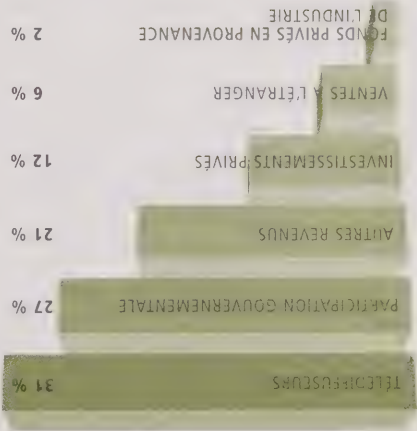 TÉLÉDIFFUSEURS 31 %
PARTICIPATION GOUVERNEMENTALE 27 %
AUTRES REVENUS 21 %
INVESTISSEMENTS PRIVÉS 12 %
VENTES À L'ÉTRANGER 6 %
FONDS PRIVÉS EN PROVENANCE
DE L'INDUSTRIE 2 %